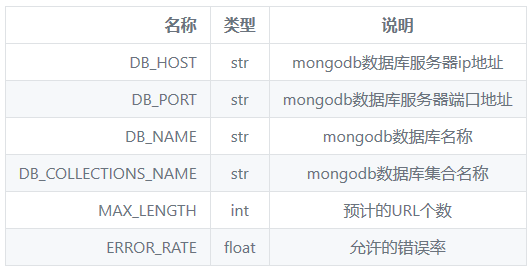 名称 类型 说明
DB_HOST str mongodb数据库服务器ip地址
DB_PORT str mongodb数据库服务器端口地址
DB_NAME str mongodb数据库名称
DB_COLLECTIONS_NAME str mongodb数据库集合名称
MAX_LENGTH int 预计的URL个数
ERROR_RATE float 允许的错误率